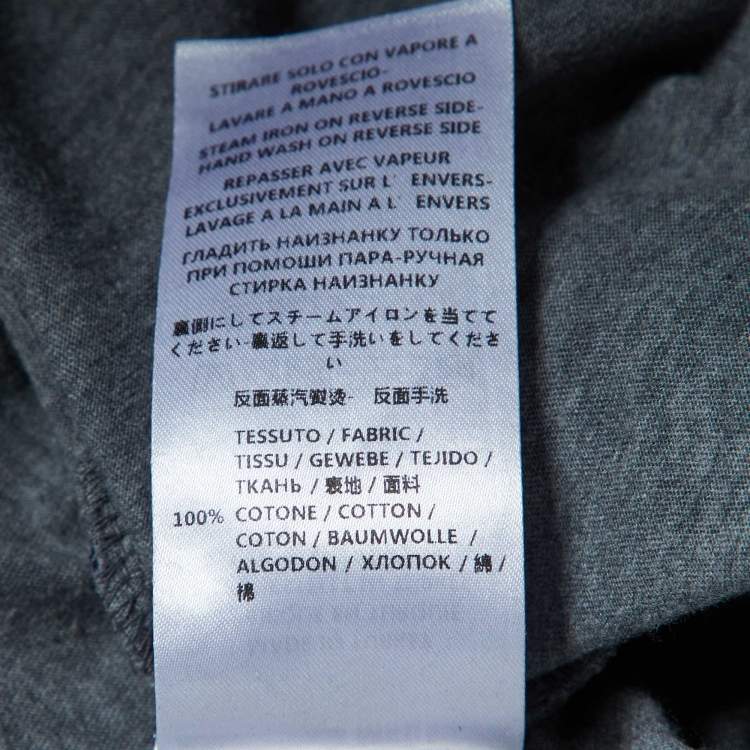 STIRARE SOLO CON VAPORE A
ROVESCIO-
LAVARE A MANO A ROVESCIO
STEAM IRON ON REVERSE SIDE-
HAND WASH ON REVERSE SIDE
REPASSER AVEC VAPEUR
EXCLUSIVEMENT SUR L' ENVERS-
LAVAGE A LA MAIN A L' ENVERS
ГЛАДИТЬ НАИЗНАНКУ ТОЛЬКО
ПРИ ПОМОШИ ПАРА-РУЧНАЯ
СТИРКА НАИЗНАНКУ
裏側にしてスチームアイロンを当てて
ください-裏返して手洗いをしてくださ
い
反面蒸汽熨烫- 反面手洗
TESSUTO / FABRIC /
TISSU / GEWEBE / TEJIDO /
ТКАНЬ / 表地 / 面料
100% COTONE / COTTON /
COTON / BAUMWOLLE /
ALGODON / ХЛОПОК / 綿 /
棉